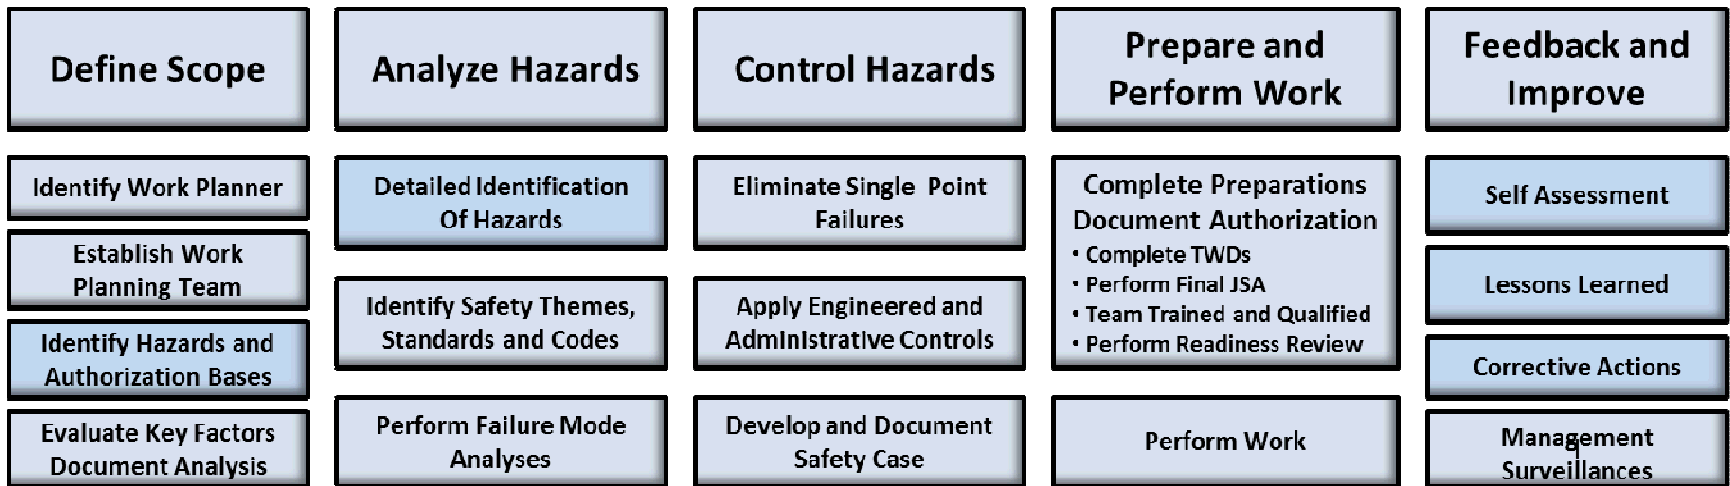 Define Scope
Identify Work Planner
Establish Work
Planning Team
Identify Hazards and
Authorization Bases
Evaluate Key Factors
Document Analysis
Analyze Hazards
Detailed Identification
Of Hazards
Identify Safety Themes,
Standards and Codes
Perform Failure Mode
Analyses
Control Hazards
Eliminate Single Point
Failures
Apply Engineered and
Administrative Controls
Develop and Document
Safety Case
Prepare and
Perform Work
Complete Preparations
Document Authorization
• Complete TWDs
• Perform Final JSA
• Team Trained and Qualified
• Perform Readiness Review
Perform Work
Feedback and
Improve
Self Assessment
Lessons Learned
Corrective Actions
Management
Surveillances
1